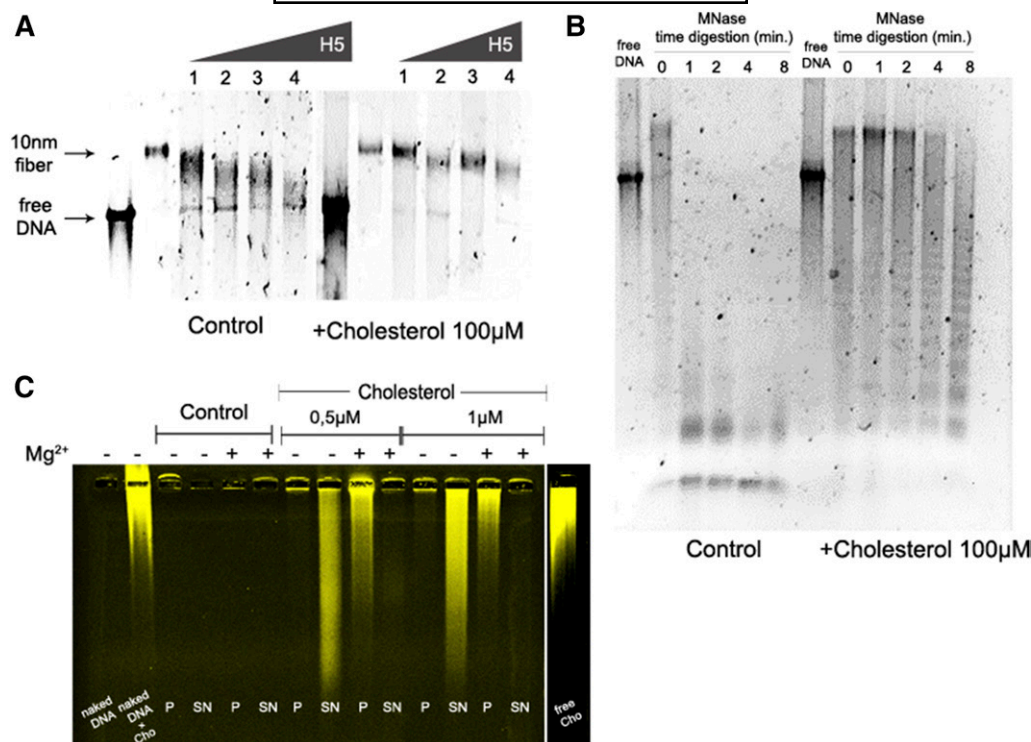 A
H5
H5
1 2 3 4
1 2 3 4
10nm
fiber
free
DNA
Control
+Cholesterol 100µM
B
MNase
time digestion (min.)
MNase
time digestion (min.)
free
DNA
0 1 2 4 8
free
DNA
0 1 2 4 8
Control
+Cholesterol 100µM
C
Cholesterol
Control
0,5µM
1µM
Mg²⁺ - - - - + + - - + + - - + +
naked
DNA
naked
DNA
+
Cho
P SN P SN P SN P SN P SN P SN
free
Cho